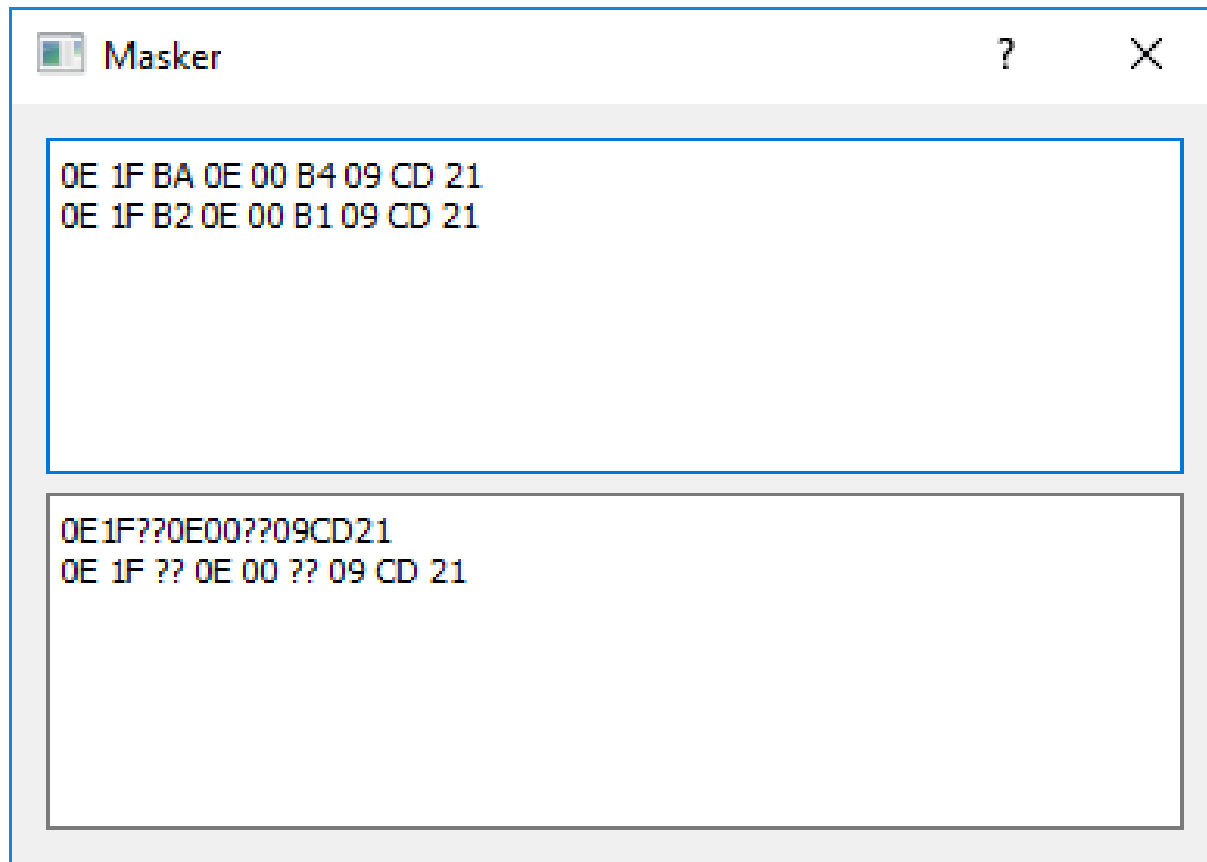 Masker
?
0E 1F BA 0E 00 B4 09 CD 21
0E 1F B2 0E 00 B1 09 CD 21
0E1F??0E00??09CD21
0E 1F ?? 0E 00 ?? 09 CD 21